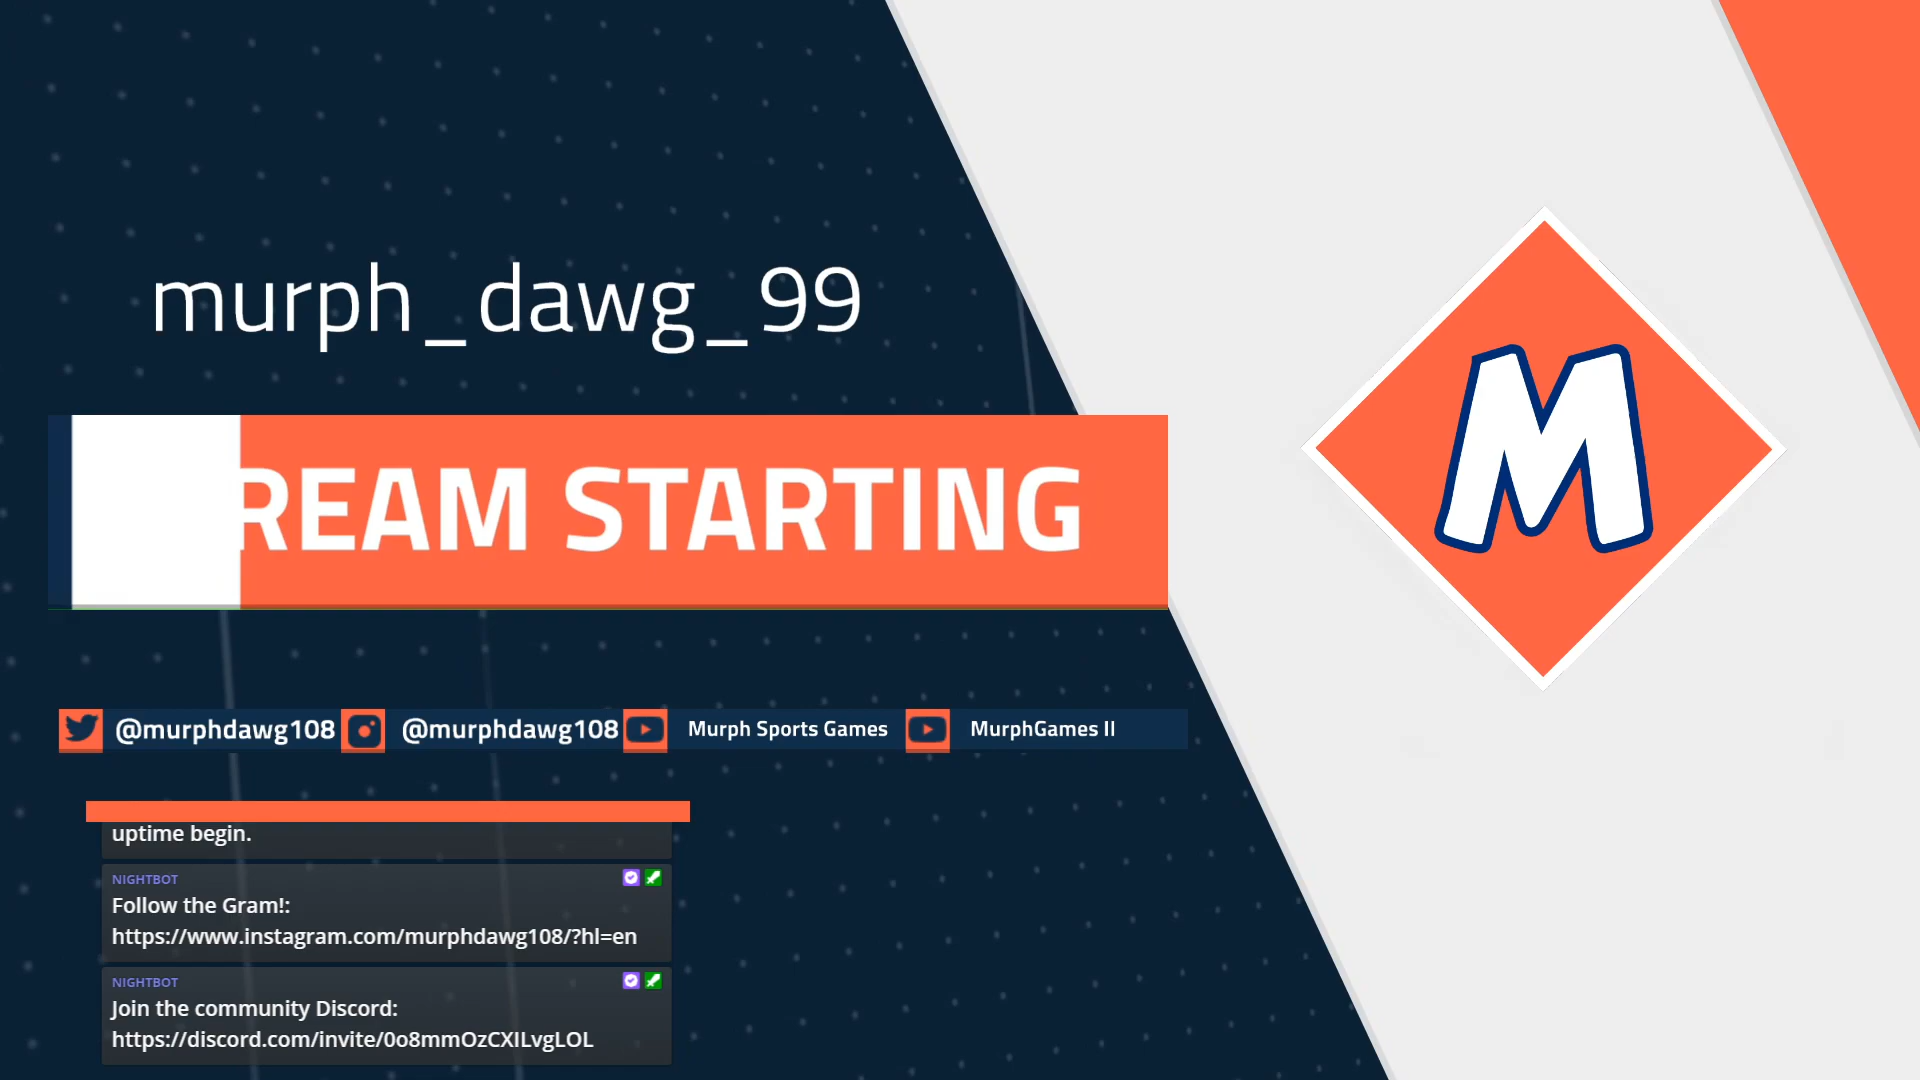 murph_dawg_99
REAM STARTING
M
@murphdawg108
@murphdawg108
Murph Sports Games
MurphGames II
uptime begin.
NIGHTBOT
Follow the Gram!:
https://www.instagram.com/murphdawg108/?hl=en
NIGHTBOT
Join the community Discord:
https://discord.com/invite/0o8mmOzCXILvgLOL